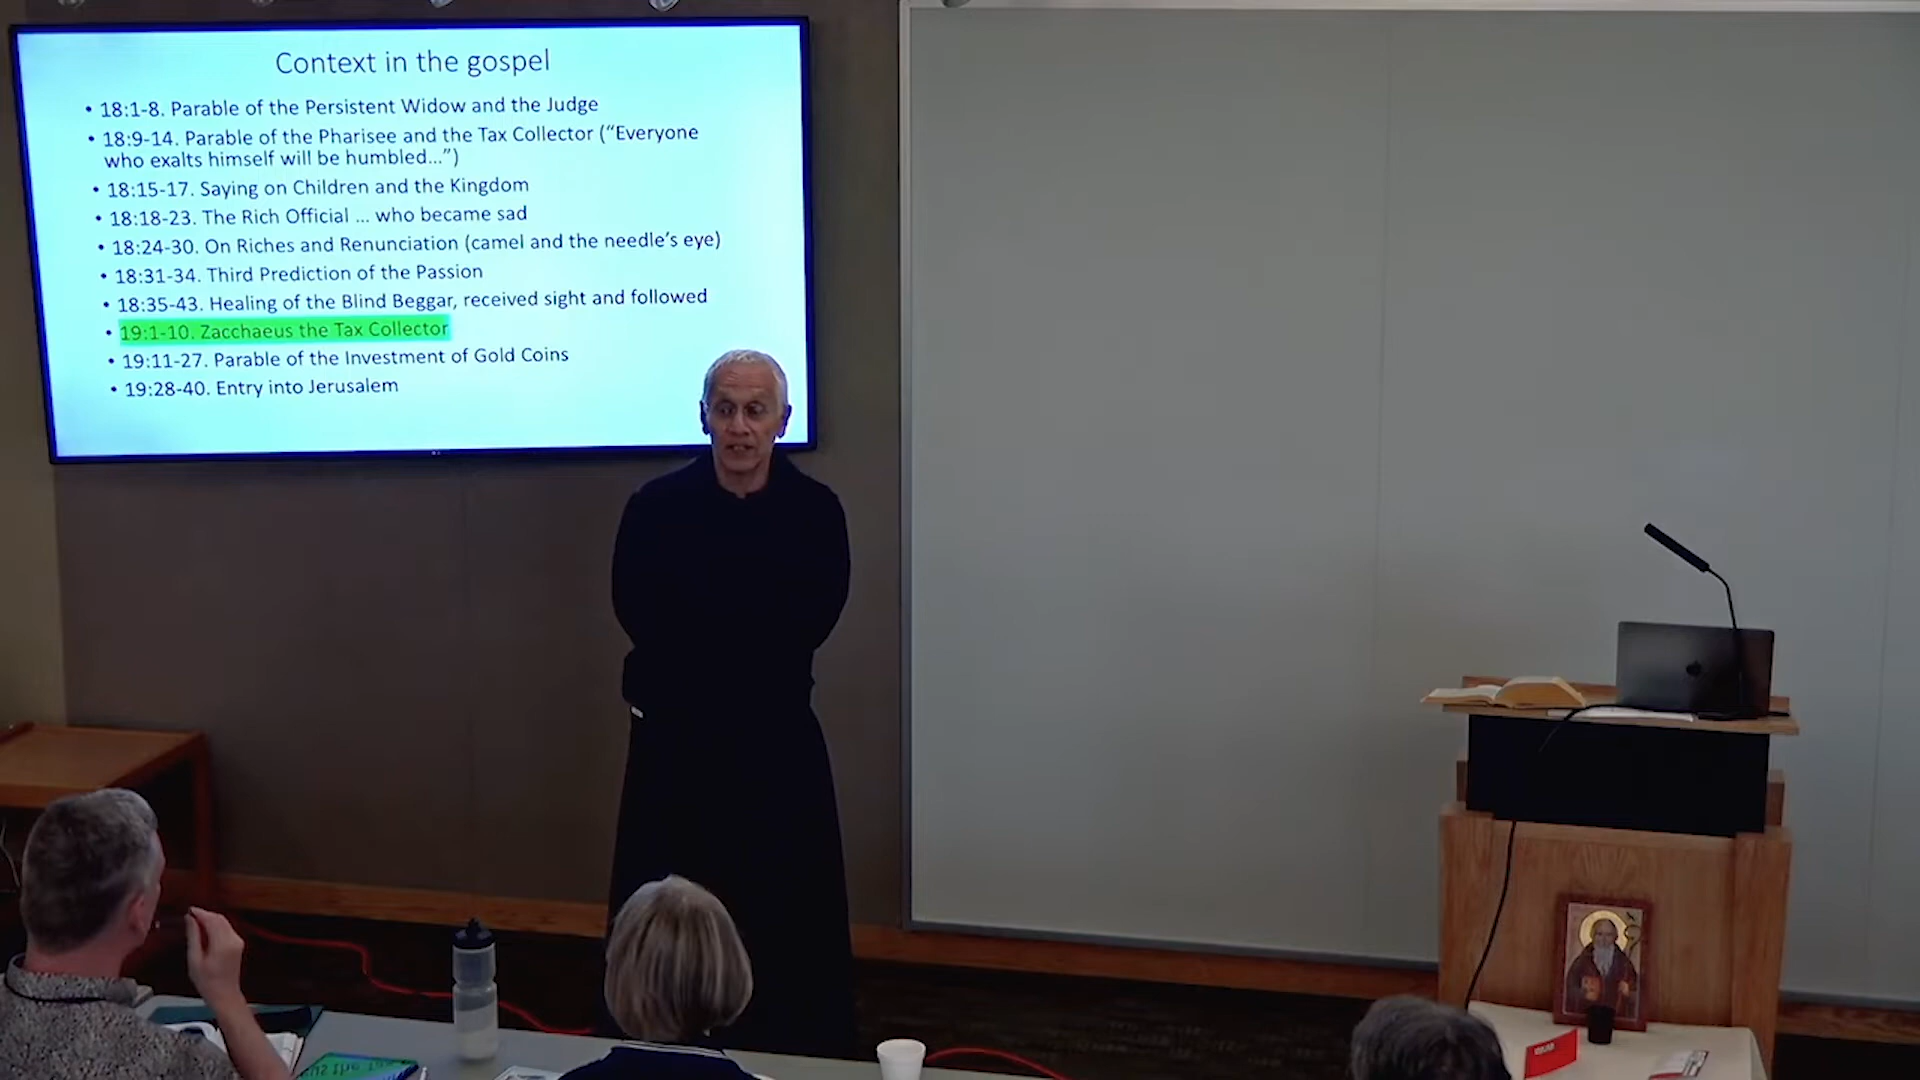 Context in the gospel
• 18:1-8. Parable of the Persistent Widow and the Judge
• 18:9-14. Parable of the Pharisee and the Tax Collector (“Everyone
who exalts himself will be humbled...”)
• 18:15-17. Saying on Children and the Kingdom
• 18:18-23. The Rich Official ... who became sad
• 18:24-30. On Riches and Renunciation (camel and the needle’s eye)
• 18:31-34. Third Prediction of the Passion
• 18:35-43. Healing of the Blind Beggar, received sight and followed
• 19:1-10. Zacchaeus the Tax Collector
• 19:11-27. Parable of the Investment of Gold Coins
• 19:28-40. Entry into Jerusalem